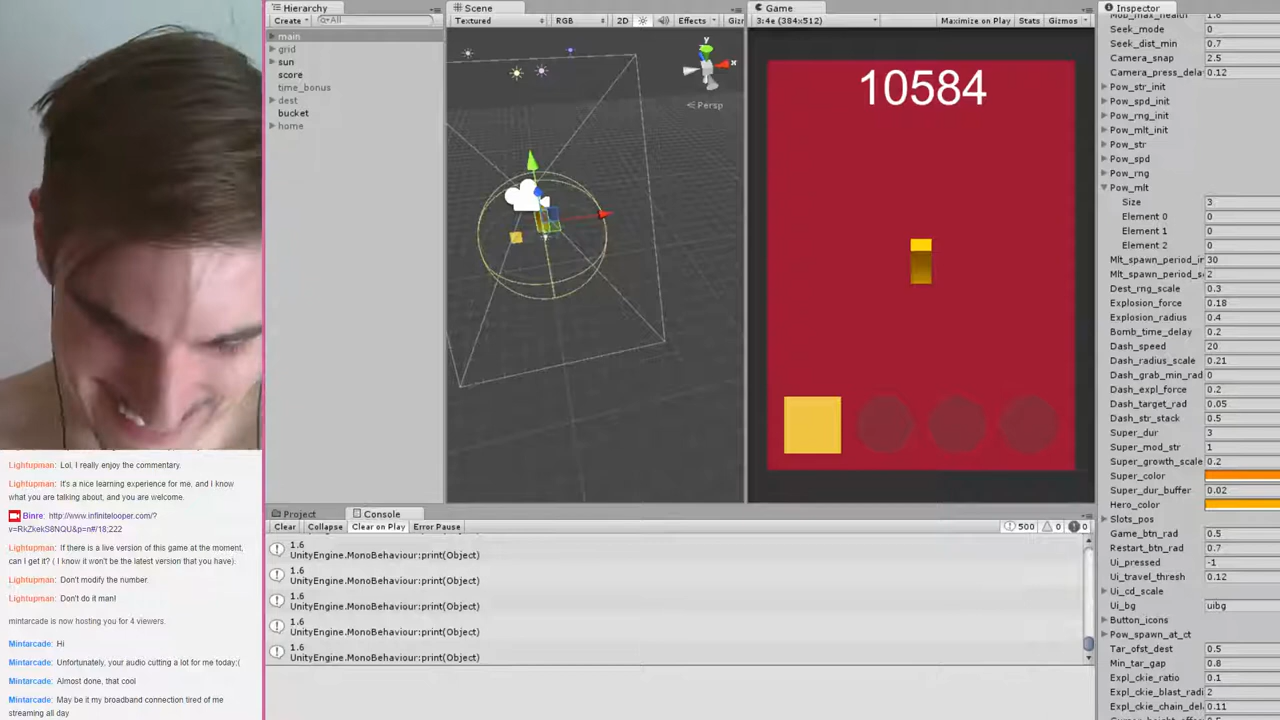 Hierarchy
Create
All
main
grid
sun
score
time_bonus
dest
bucket
home
Scene
Textured
RGB
2D
Effects
y
x
Persp
Game
3:4e (384x512)
Maximize on Play
Stats
Gizmos
10584
Inspector
Seek_mode 0
Seek_dist_min 0.7
Camera_snap 2.5
Camera_press_dela 0.12
Pow_str_init
Pow_spd_init
Pow_rng_init
Pow_mlt_init
Pow_str
Pow_spd
Pow_rng
Pow_mlt
Size 3
Element 0 0
Element 1 0
Element 2 0
Mlt_spawn_period_ir 30
Mlt_spawn_period_s 2
Dest_rng_scale 0.3
Explosion_force 0.18
Explosion_radius 0.4
Bomb_time_delay 0.2
Dash_speed 20
Dash_radius_scale 0.21
Dash_grab_min_rad 0
Dash_expl_force 0.2
Dash_target_rad 0.05
Dash_str_stack 0.5
Super_dur 3
Super_mod_str 1
Super_growth_scale 0.2
Super_color
Super_dur_buffer 0.02
Hero_color
Slots_pos
Game_btn_rad 0.5
Restart_btn_rad 0.7
Ui_pressed -1
Ui_travel_thresh 0.12
Ui_cd_scale
Ui_bg uibg
Button_icons
Pow_spawn_at_ct
Tar_ofst_dest 0.5
Min_tar_gap 0.8
Expl_ckie_ratio 0.1
Expl_ckie_blast_radi 2
Expl_ckie_chain_del 0.11
Project
Console
Clear
Collapse
Clear on Play
Error Pause
500
0
0
1.6
UnityEngine.MonoBehaviour:print(Object)
1.6
UnityEngine.MonoBehaviour:print(Object)
1.6
UnityEngine.MonoBehaviour:print(Object)
1.6
UnityEngine.MonoBehaviour:print(Object)
1.6
UnityEngine.MonoBehaviour:print(Object)
Lightupman: Lol, I really enjoy the commentary.
Lightupman: It's a nice learning experience for me, and I know
what you are talking about, and you are welcome.
Binre: http://www.infinitelooper.com/?
v=RkZkekS8NQU&p=n#/18;222
Lightupman: If there is a live version of this game at the moment,
can I get it? ( I know it won't be the latest version that you have).
Lightupman: Don't modify the number.
Lightupman: Don't do it man!
mintarcade is now hosting you for 4 viewers.
Mintarcade: Hi
Mintarcade: Unfortunately, your audio cutting a lot for me today:(
Mintarcade: Almost done, that cool
Mintarcade: May be it my broadband connection tired of me
streaming all day